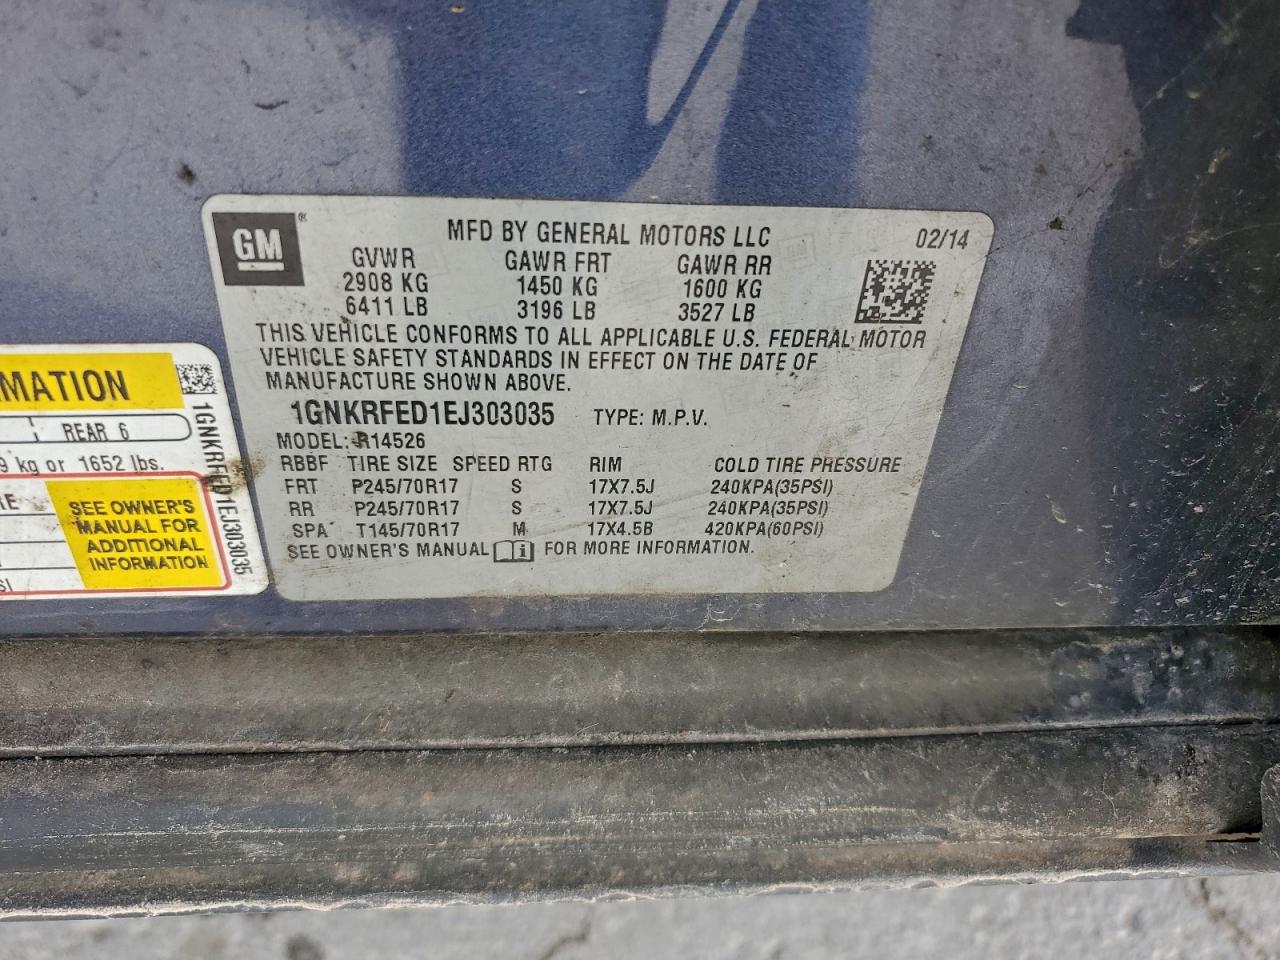 GM ®
MFD BY GENERAL MOTORS LLC 02/14
GVWR GAWR FRT GAWR RR
2908 KG 1450 KG 1600 KG
6411 LB 3196 LB 3527 LB
THIS VEHICLE CONFORMS TO ALL APPLICABLE U.S. FEDERAL MOTOR
VEHICLE SAFETY STANDARDS IN EFFECT ON THE DATE OF
MANUFACTURE SHOWN ABOVE.
1GNKRFED1EJ303035 TYPE: M.P.V.
MODEL: R14526
RBBF TIRE SIZE SPEED RTG RIM COLD TIRE PRESSURE
FRT P245/70R17 S 17X7.5J 240KPA(35PSI)
RR P245/70R17 S 17X7.5J 240KPA(35PSI)
SPA T145/70R17 M 17X4.5B 420KPA(60PSI)
SEE OWNER'S MANUAL i FOR MORE INFORMATION.
MATION
REAR 6
9 kg or 1652 lbs.
SEE OWNER'S
MANUAL FOR
ADDITIONAL
INFORMATION
1GNKRFED1EJ303035